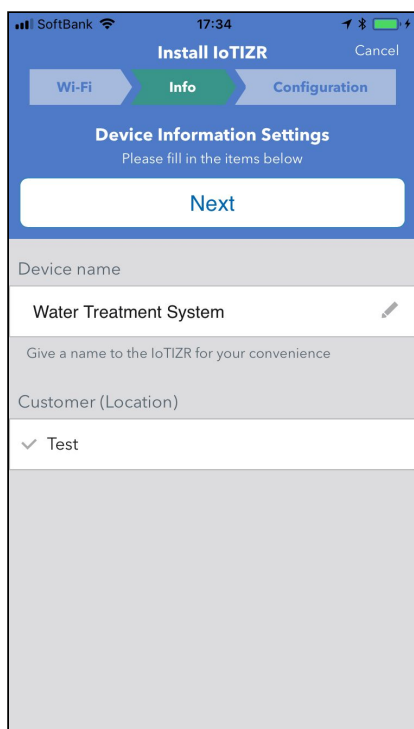 SoftBank 17:34
Install IoTIZR Cancel
Wi-Fi Info Configuration
Device Information Settings
Please fill in the items below
Next
Device name
Water Treatment System
Give a name to the IoTIZR for your convenience
Customer (Location)
Test